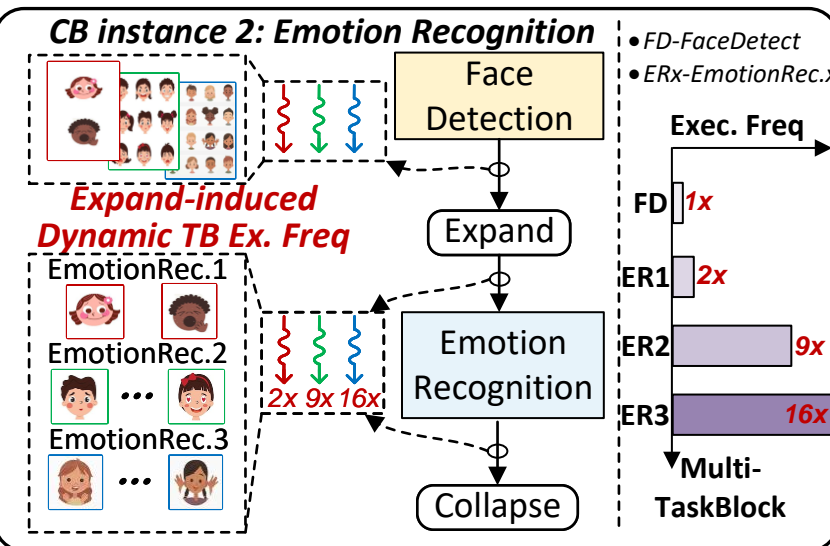 CB instance 2: Emotion Recognition
Face
Detection
Expand-induced
Dynamic TB Ex. Freq
Expand
EmotionRec.1
EmotionRec.2
•••
EmotionRec.3
•••
2x 9x 16x
Emotion
Recognition
Collapse
• FD-FaceDetect
• ERx-EmotionRec.x
Exec. Freq
FD 1x
ER1 2x
ER2 9x
ER3 16x
Multi-
TaskBlock